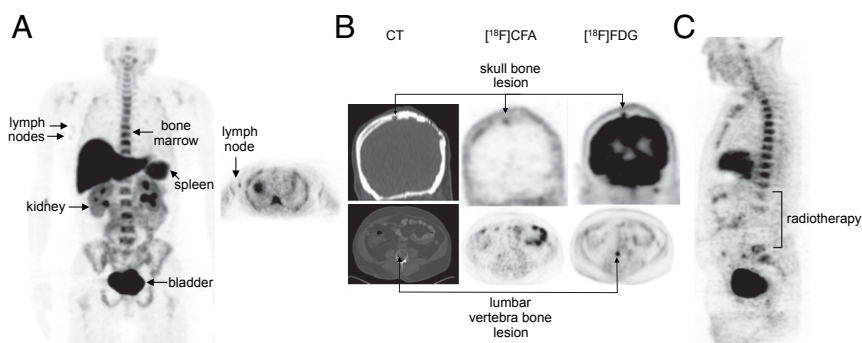 A
B
C
CT
[¹⁸F]CFA
[¹⁸F]FDG
skull bone
lesion
lymph
nodes
bone
marrow
lymph
node
spleen
kidney
radiotherapy
bladder
lumbar
vertebra bone
lesion